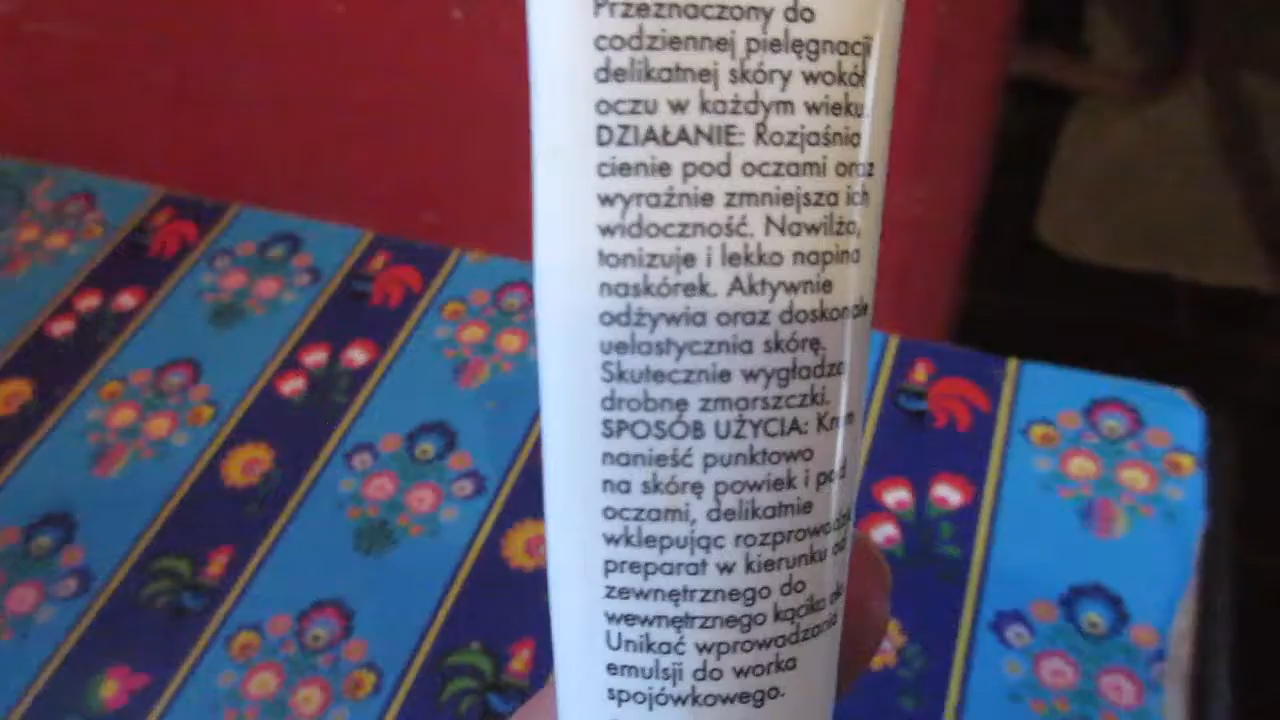 Przeznaczony do
codziennej pielęgnacji
delikatnej skóry wokół
oczu w każdym wieku.
DZIAŁANIE: Rozjaśnia
cienie pod oczami oraz
wyraźnie zmniejsza ich
widoczność. Nawilża,
tonizuje i lekko napina
naskórek. Aktywnie
odżywia oraz doskonale
uelastycznia skórę.
Skutecznie wygładza
drobne zmarszczki.
SPOSÓB UŻYCIA: Krem
nanieść punktowo
na skórę powiek i pod
oczami, delikatnie
wklepując
preparat w kierunku od
zewnętrznego do
wewnętrznego kącika
Unikać wprowadzania
emulsji do worka
spojówkowego.